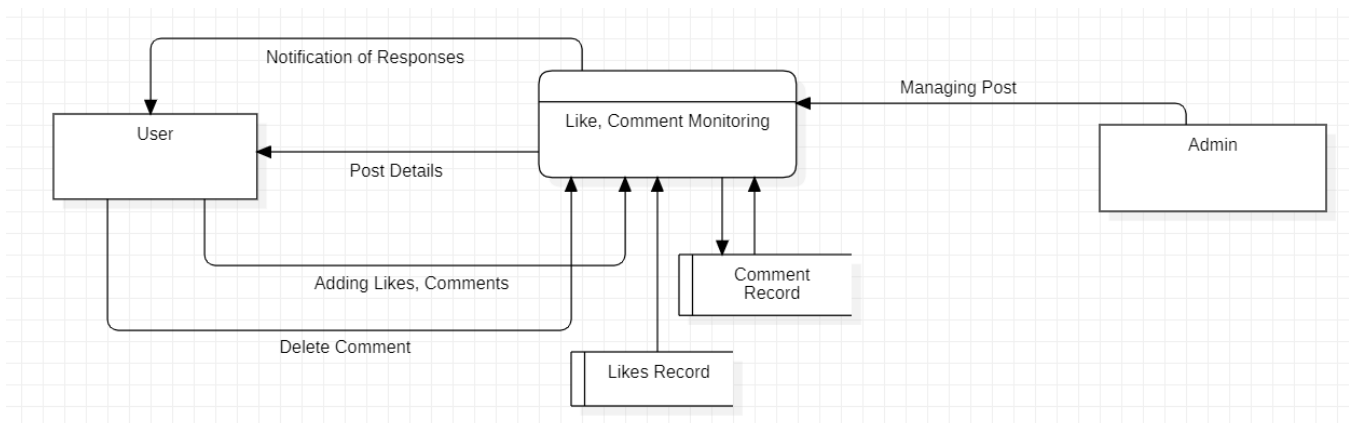 Notification of Responses
Managing Post
Like, Comment Monitoring
User
Admin
Post Details
Adding Likes, Comments
Comment
Record
Delete Comment
Likes Record